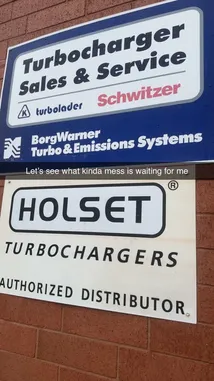 Turbocharger
Sales & Service
K turbolader Schwitzer
BorgWarner
Turbo & Emissions Systems
Let's see what kinda mess is waiting for me
HOLSET ®
TURBOCHARGERS
AUTHORIZED DISTRIBUTOR